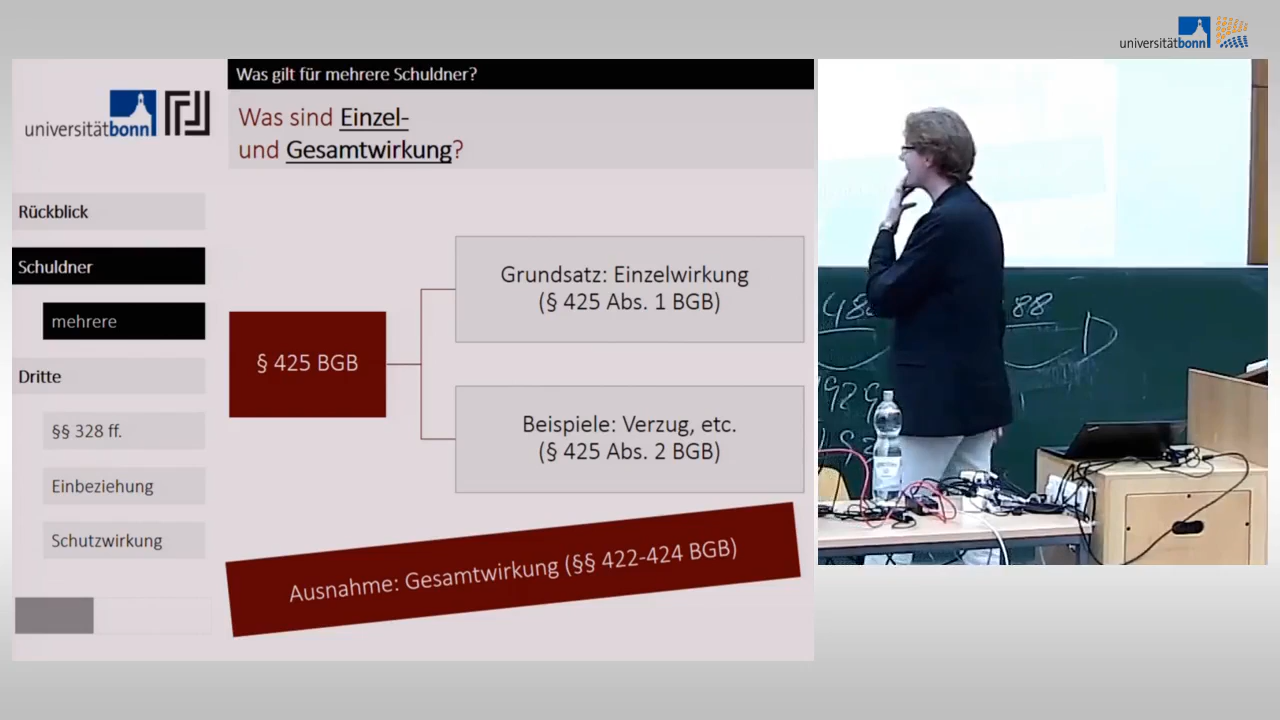 universitätbonn
Was gilt für mehrere Schuldner?
universitätbonn
Was sind Einzel-
und Gesamtwirkung?
Rückblick
Schuldner
mehrere
Dritte
§§ 328 ff.
Einbeziehung
Schutzwirkung
§ 425 BGB
Grundsatz: Einzelwirkung
(§ 425 Abs. 1 BGB)
Beispiele: Verzug, etc.
(§ 425 Abs. 2 BGB)
Ausnahme: Gesamtwirkung (§§ 422-424 BGB)
488
88